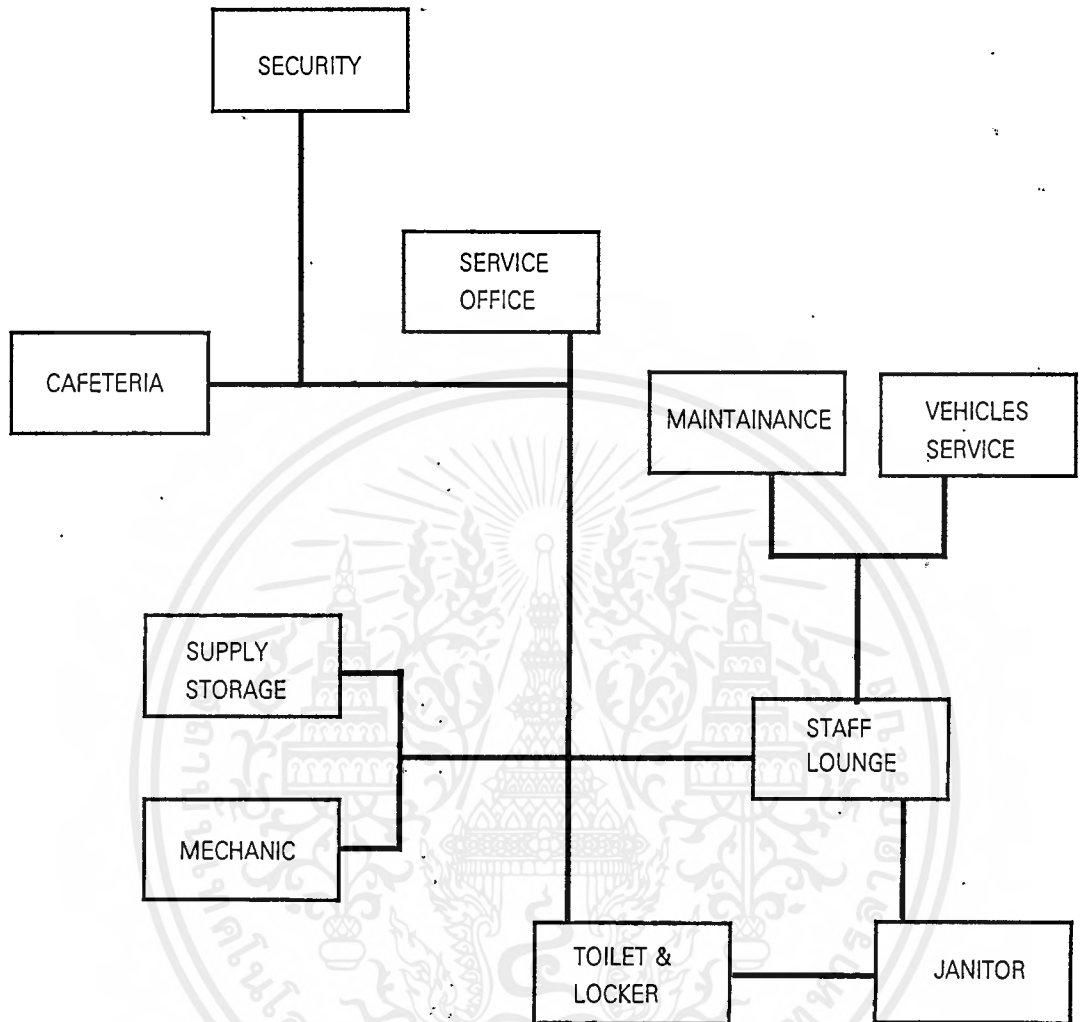 SECURITY
SERVICE
OFFICE
CAFETERIA
MAINTAINANCE
VEHICLES
SERVICE
SUPPLY
STORAGE
STAFF
LOUNGE
MECHANIC
TOILET &
LOCKER
JANITOR